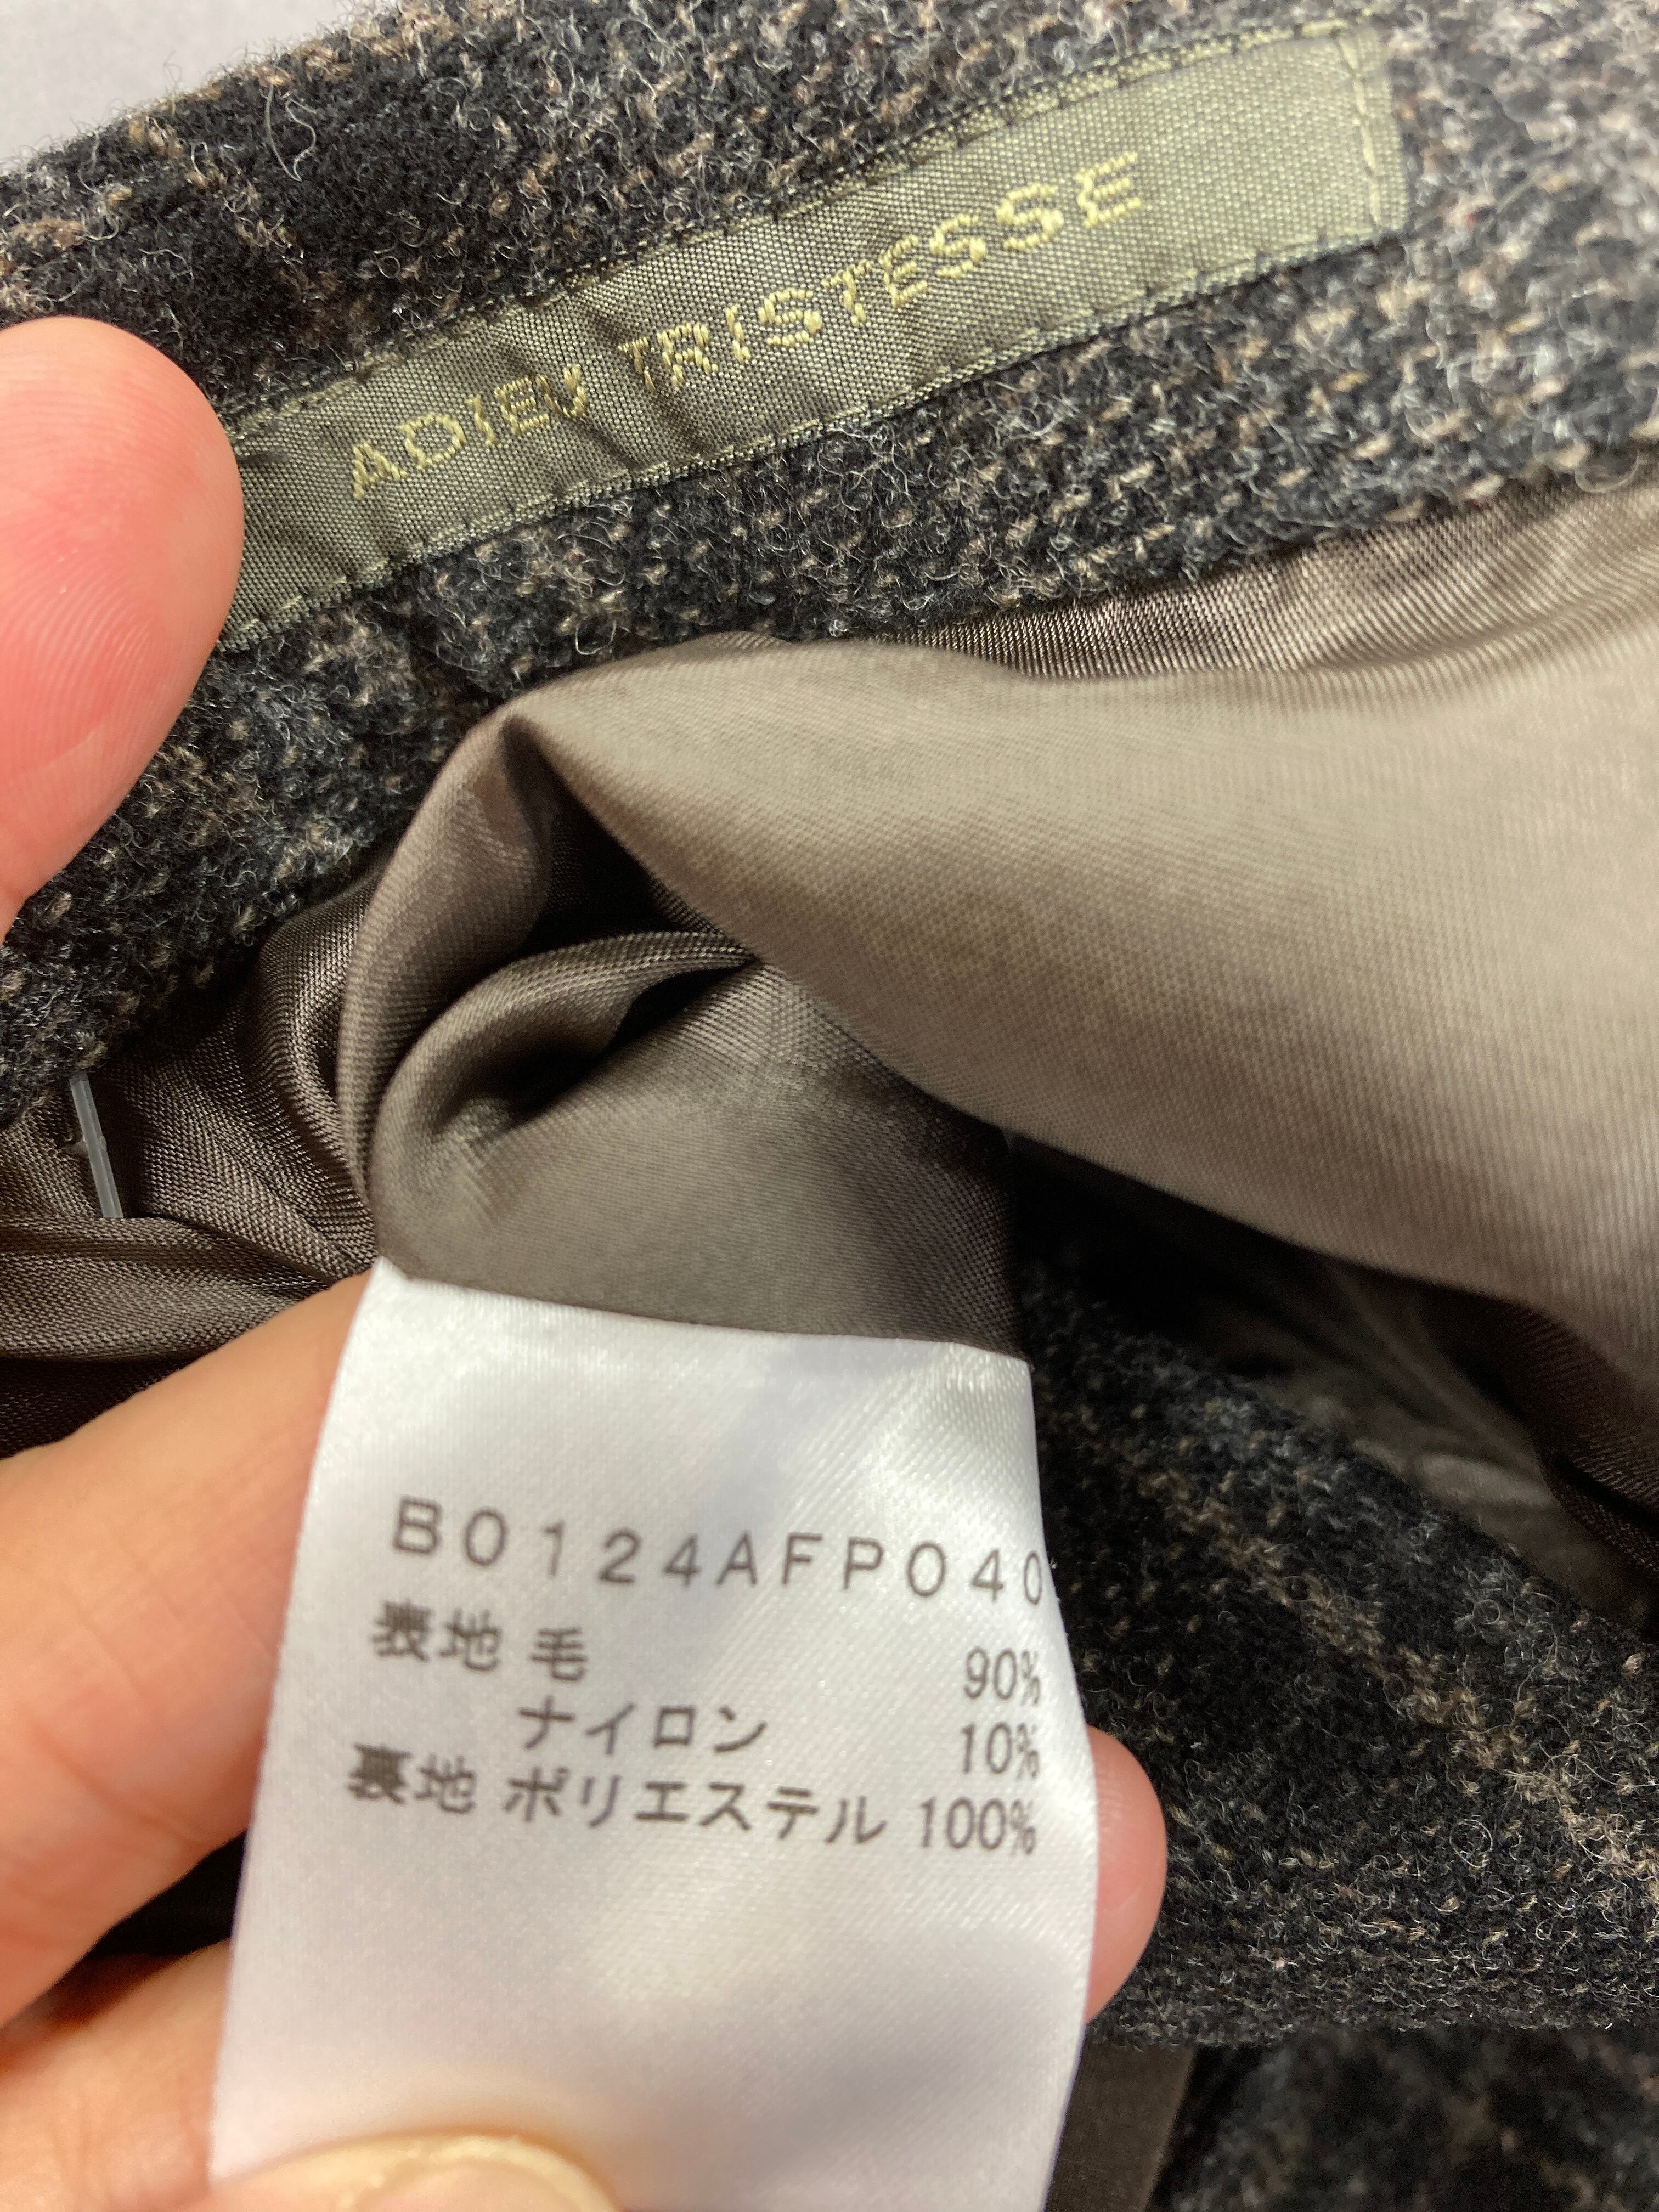 ADIEU TRISTESSE
B0124AFP040
表地 毛 90%
ナイロン 10%
裏地 ポリエステル 100%